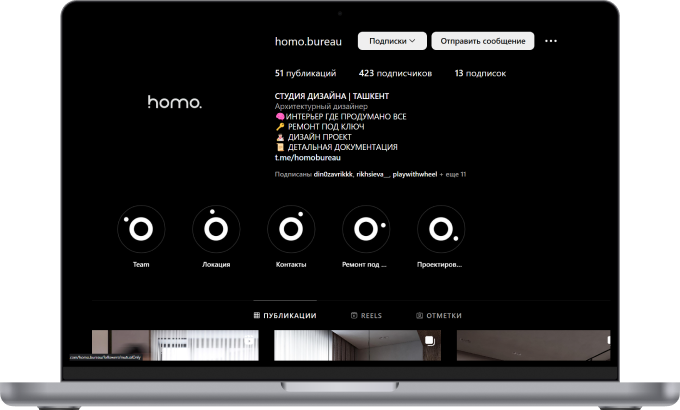 homo.bureau Подписки Отправить сообщение
51 публикаций 423 подписчиков 13 подписок
homo.
СТУДИЯ ДИЗАЙНА | ТАШКЕНТ
Архитектурный дизайнер
🧠ИНТЕРЬЕР ГДЕ ПРОДУМАНО ВСЕ
🔑 РЕМОНТ ПОД КЛЮЧ
ДИЗАЙН ПРОЕКТ
📜 ДЕТАЛЬНАЯ ДОКУМЕНТАЦИЯ
t.me/homobureau
Подписаны din0zavrikkk, rikhsieva__, playwithwheel + еще 11
Team Локация Контакты Ремонт под ... Проектиров...
ПУБЛИКАЦИИ REELS ОТМЕТКИ